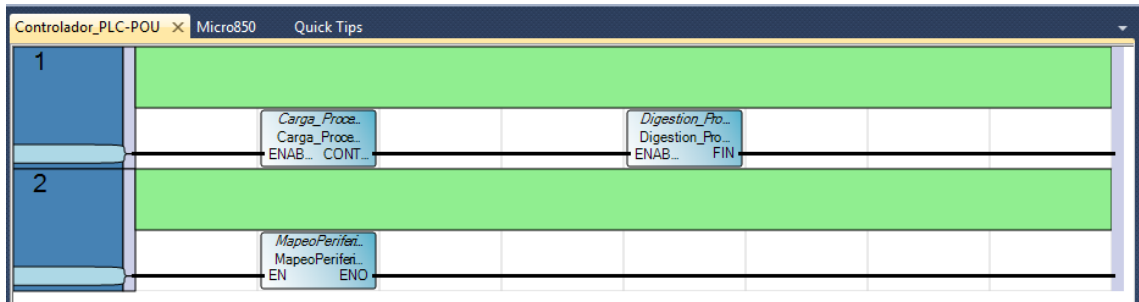 Controlador_PLC-POU Micro850 Quick Tips
1
Carga_Proce... Digestion_Pro...
Carga_Proce... Digestion_Pro...
ENAB... CONT... ENAB... FIN
2
MapeoPeriferi...
MapeoPeriferi...
EN ENO